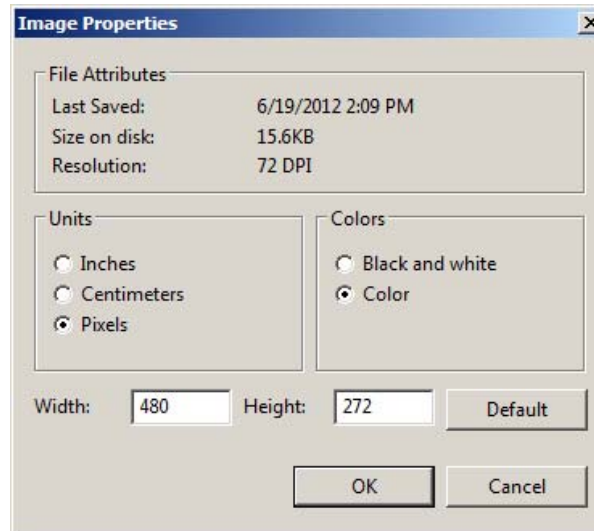 Image Properties
File Attributes
Last Saved: 6/19/2012 2:09 PM
Size on disk: 15.6KB
Resolution: 72 DPI
Units
Inches
Centimeters
Pixels
Colors
Black and white
Color
Width: 480 Height: 272 Default
OK Cancel